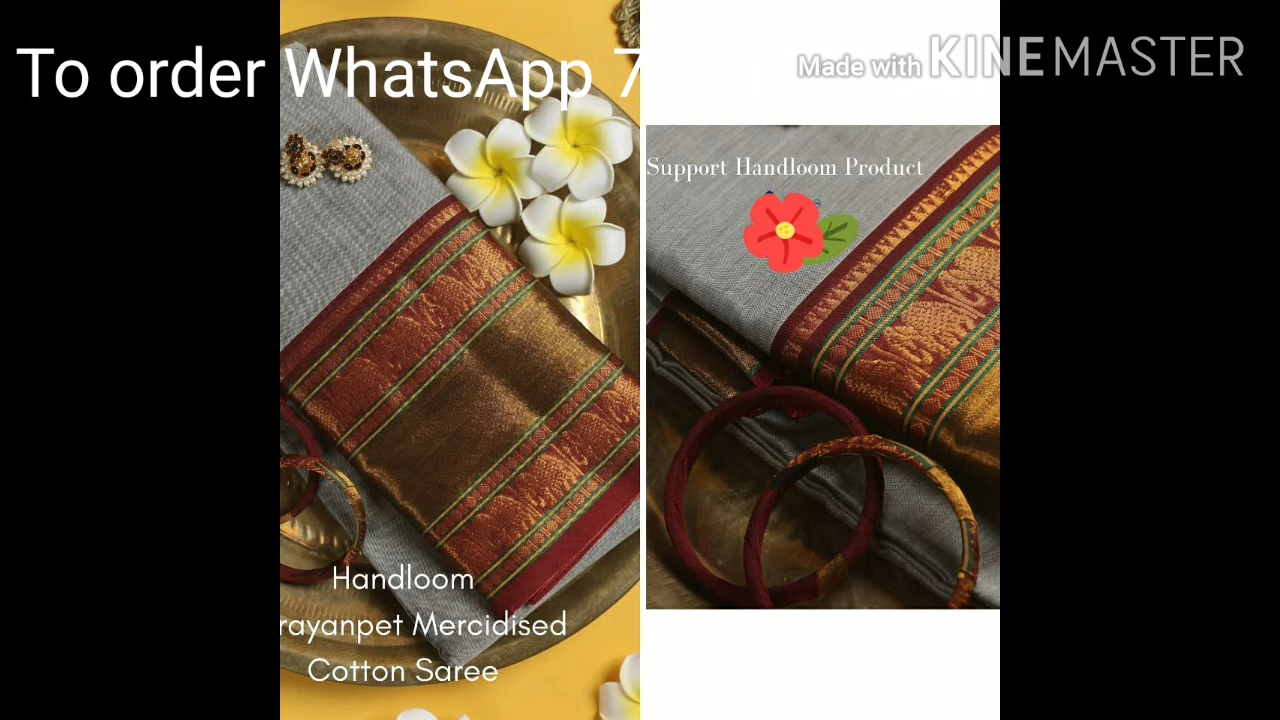 To order WhatsApp 7
Made with KINEMASTER
Support Handloom Product
Handloom
rayanpet Mercidised
Cotton Saree